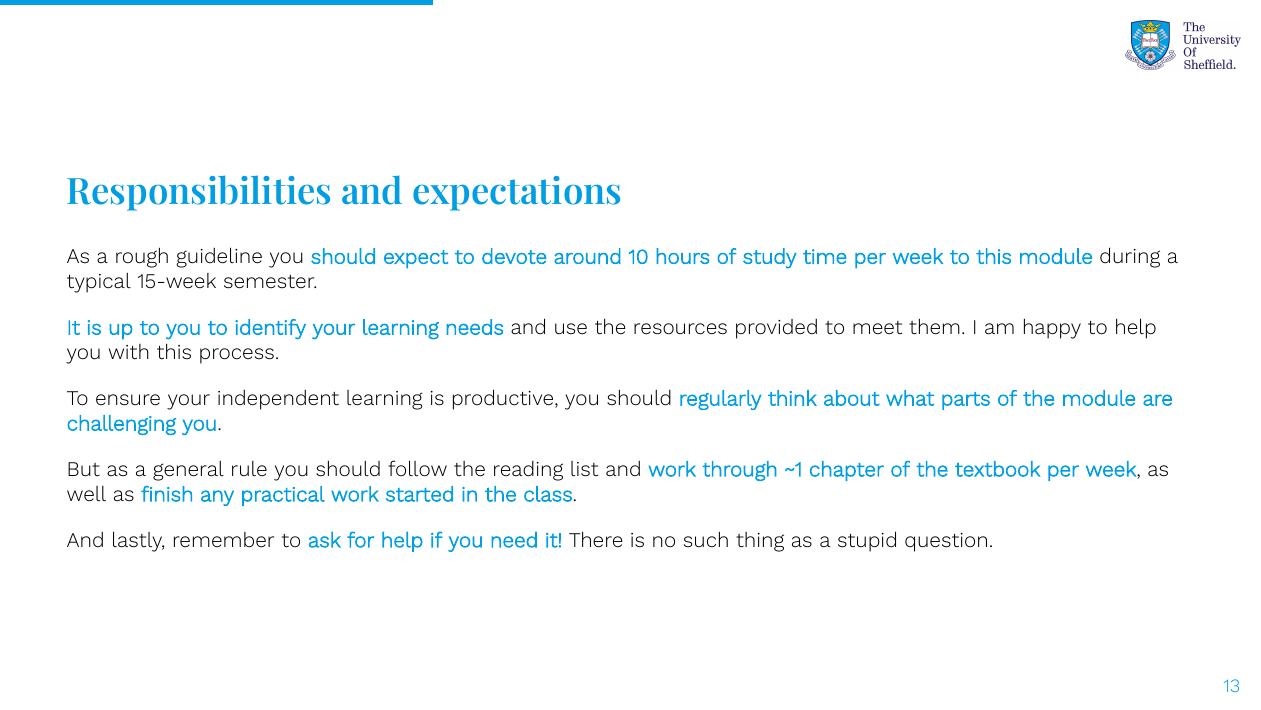 The
University
Of
Sheffield.
Responsibilities and expectations
As a rough guideline you should expect to devote around 10 hours of study time per week to this module during a
typical 15-week semester.
It is up to you to identify your learning needs and use the resources provided to meet them. I am happy to help
you with this process.
To ensure your independent learning is productive, you should regularly think about what parts of the module are
challenging you.
But as a general rule you should follow the reading list and work through ~1 chapter of the textbook per week, as
well as finish any practical work started in the class.
And lastly, remember to ask for help if you need it! There is no such thing as a stupid question.
13